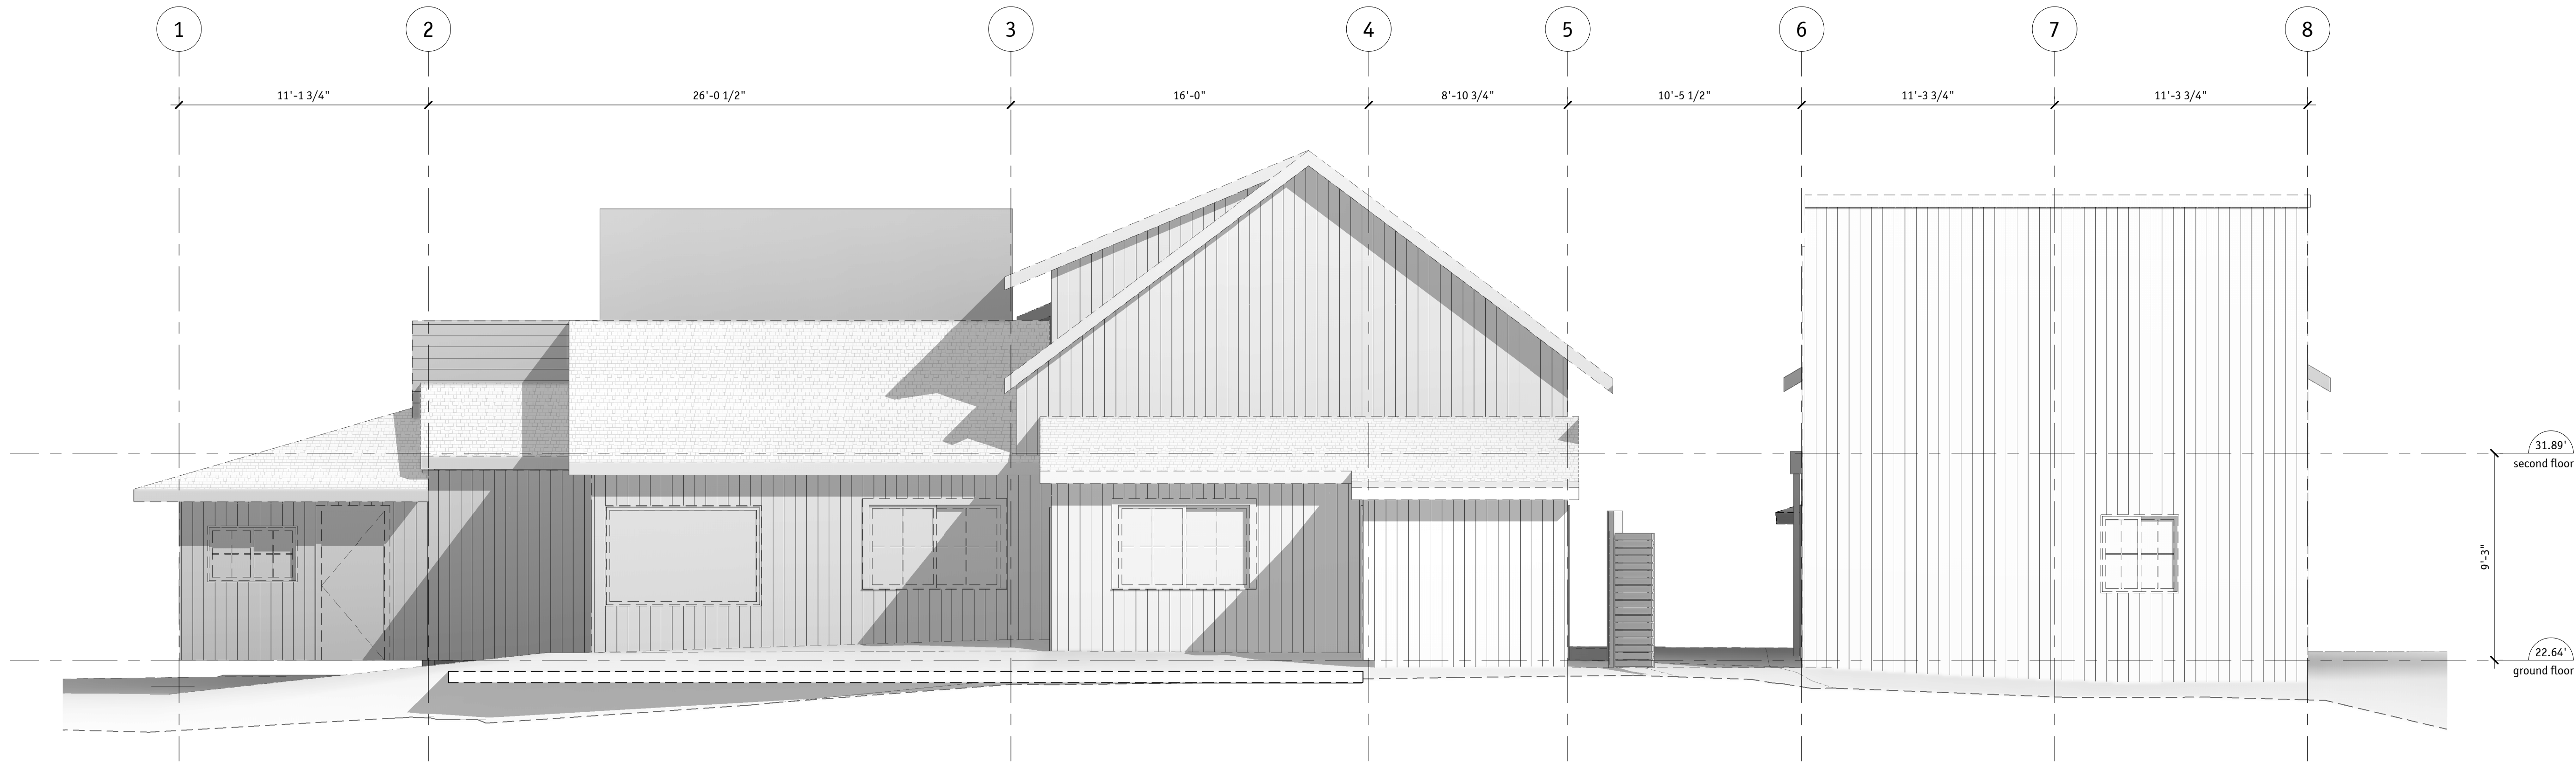 1 2 3 4 5 6 7 8
11'-1 3/4" 26'-0 1/2" 16'-0" 8'-10 3/4" 10'-5 1/2" 11'-3 3/4" 11'-3 3/4"
31.89'
second floor
9'-3"
22.64'
ground floor